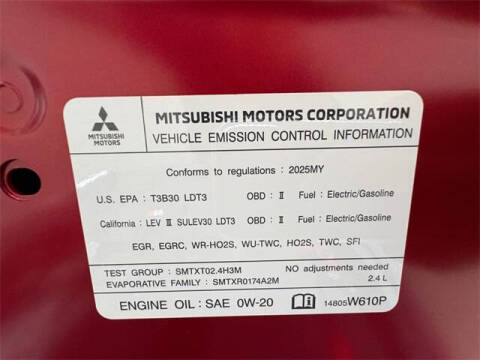 MITSUBISHI MOTORS CORPORATION
MITSUBISHI
MOTORS
VEHICLE EMISSION CONTROL INFORMATION
Conforms to regulations : 2025MY
U.S. EPA : T3B30 LDT3 OBD : II Fuel : Electric/Gasoline
California : LEV III SULEV30 LDT3 OBD : II Fuel : Electric/Gasoline
EGR, EGRC, WR-HO2S, WU-TWC, HO2S, TWC, SFI
TEST GROUP : SMTXT02.4H3M NO adjustments needed
EVAPORATIVE FAMILY : SMTXR0174A2M 2.4 L
ENGINE OIL : SAE 0W-20 14805W610P